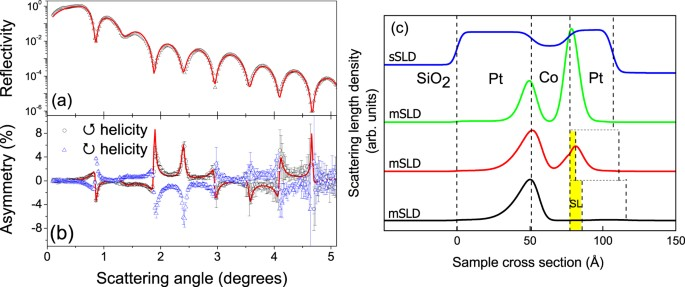 Reflectivity
10⁰
10⁻²
10⁻⁴
10⁻⁶
(a)
Asymmetry (%)
8
4
0
-4
-8
↺ helicity
↻ helicity
(b)
0 1 2 3 4 5
Scattering angle (degrees)
(c)
Scattering length density
(arb. units)
sSLD
SiO₂ Pt Co Pt
mSLD
mSLD
mSLD
SL
-50 0 50 100 150
Sample cross section (Å)